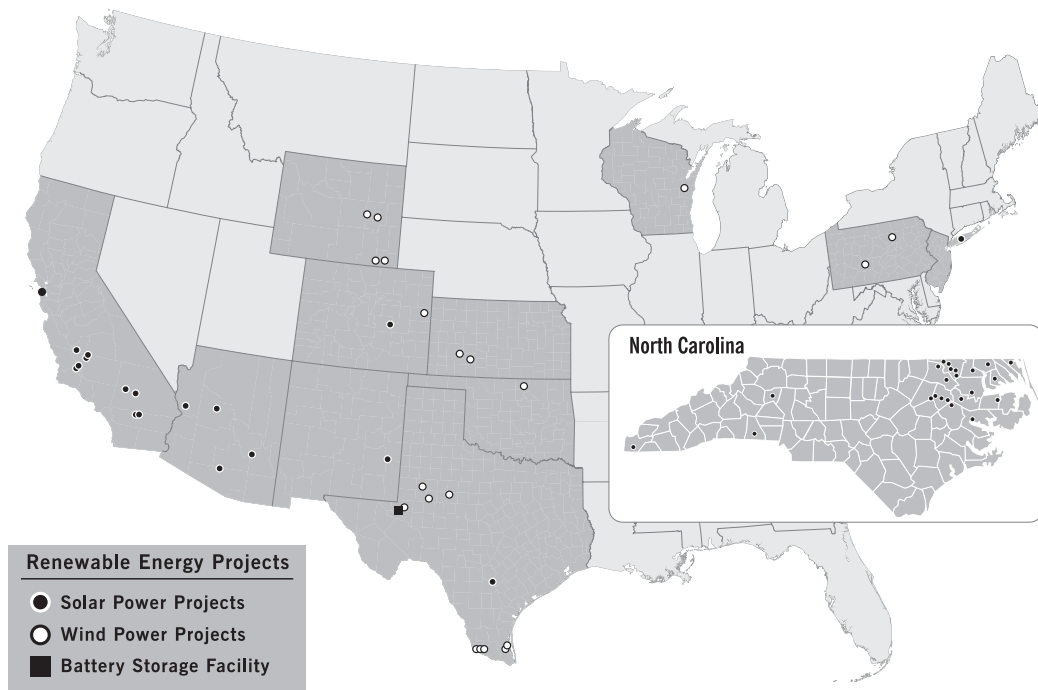 North Carolina
Renewable Energy Projects
Solar Power Projects
Wind Power Projects
Battery Storage Facility